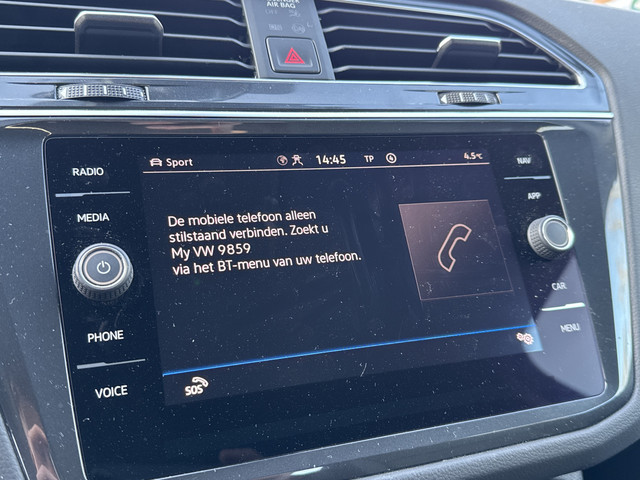 AIR BAG
RADIO
MEDIA
PHONE
VOICE
Sport
14:45
TP
4.5°C
De mobiele telefoon alleen
stilstaand verbinden. Zoekt u
My VW 9859
via het BT-menu van uw telefoon.
SOS
NAV
APP
CAR
MENU